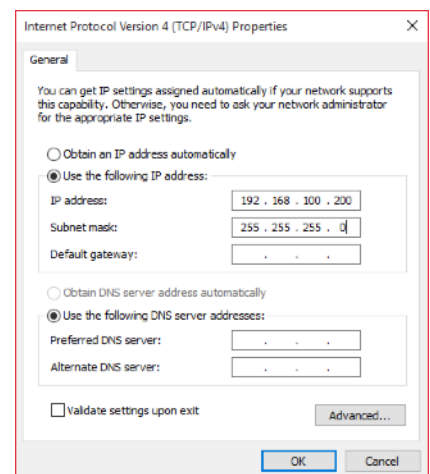 Internet Protocol Version 4 (TCP/IPv4) Properties
General
You can get IP settings assigned automatically if your network supports
this capability. Otherwise, you need to ask your network administrator
for the appropriate IP settings.
Obtain an IP address automatically
Use the following IP address:
IP address: 192 . 168 . 100 . 200
Subnet mask: 255 . 255 . 255 . 0
Default gateway: . . .
Obtain DNS server address automatically
Use the following DNS server addresses:
Preferred DNS server: . . .
Alternate DNS server: . . .
Validate settings upon exit
Advanced...
OK Cancel